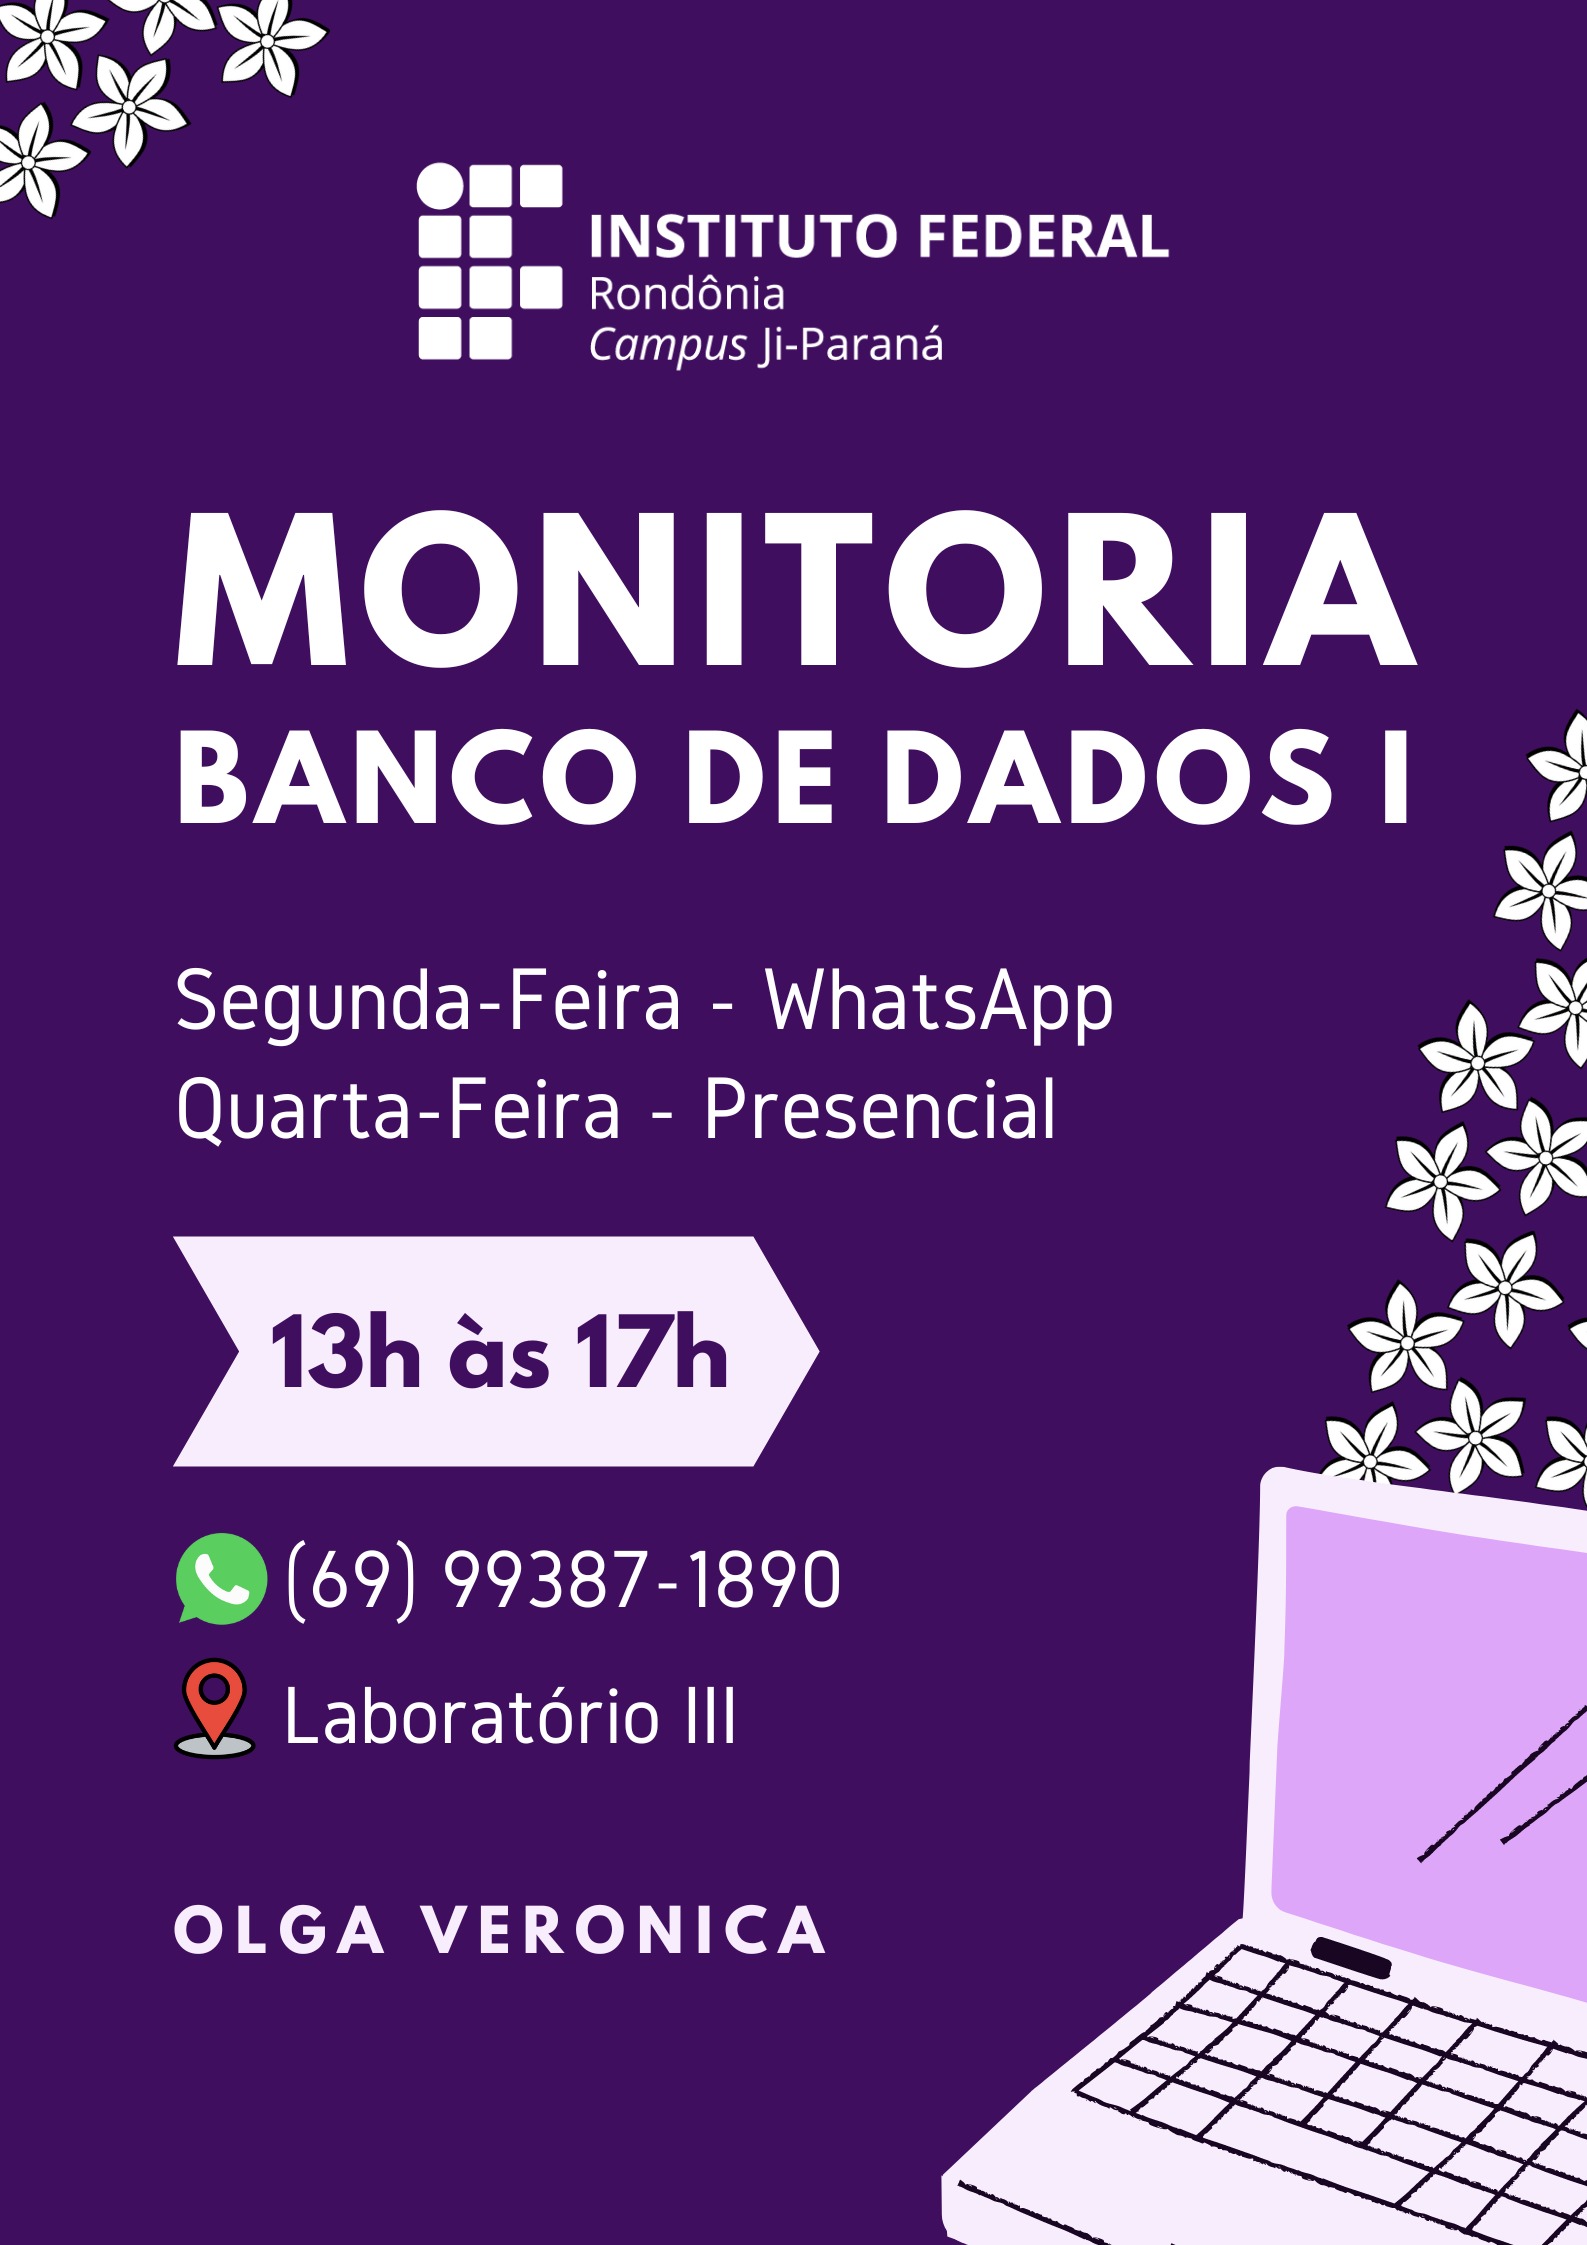 INSTITUTO FEDERAL
Rondônia
Campus Ji-Paraná
MONITORIA
BANCO DE DADOS I
Segunda-Feira - WhatsApp
Quarta-Feira - Presencial
13h às 17h
(69) 99387-1890
Laboratório III
OLGA VERONICA